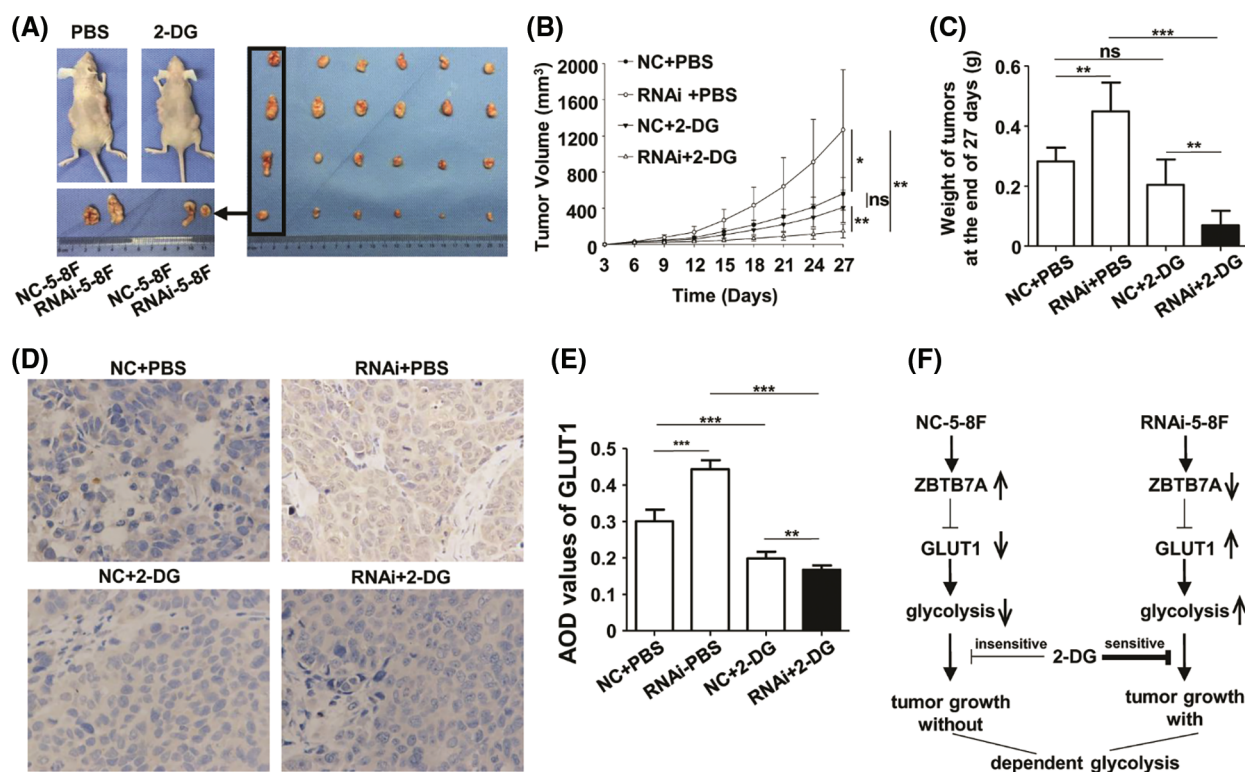 (A)
PBS 2-DG
NC-5-8F
RNAi-5-8F
NC-5-8F
RNAi-5-8F
(B)
Tumor Volume (mm³)
2000
1600
1200
800
400
0
NC+PBS
RNAi +PBS
NC+2-DG
RNAi+2-DG
*
ns
**
**
3 6 9 12 15 18 21 24 27
Time (Days)
(C)
Weight of tumors
at the end of 27 days (g)
0.6
0.4
0.2
0
***
ns
**
**
NC+PBS
RNAi+PBS
NC+2-DG
RNAi+2-DG
(D)
NC+PBS RNAi+PBS
NC+2-DG RNAi+2-DG
(E)
AOD values of GLUT1
0.5
0.4
0.3
0.2
0.1
0
***
***
***
**
NC+PBS
RNAi-PBS
NC+2-DG
RNAi+2-DG
(F)
NC-5-8F RNAi-5-8F
ZBTB7A ZBTB7A
GLUT1 GLUT1
glycolysis glycolysis
insensitive 2-DG sensitive
tumor growth
without
tumor growth
with
dependent glycolysis